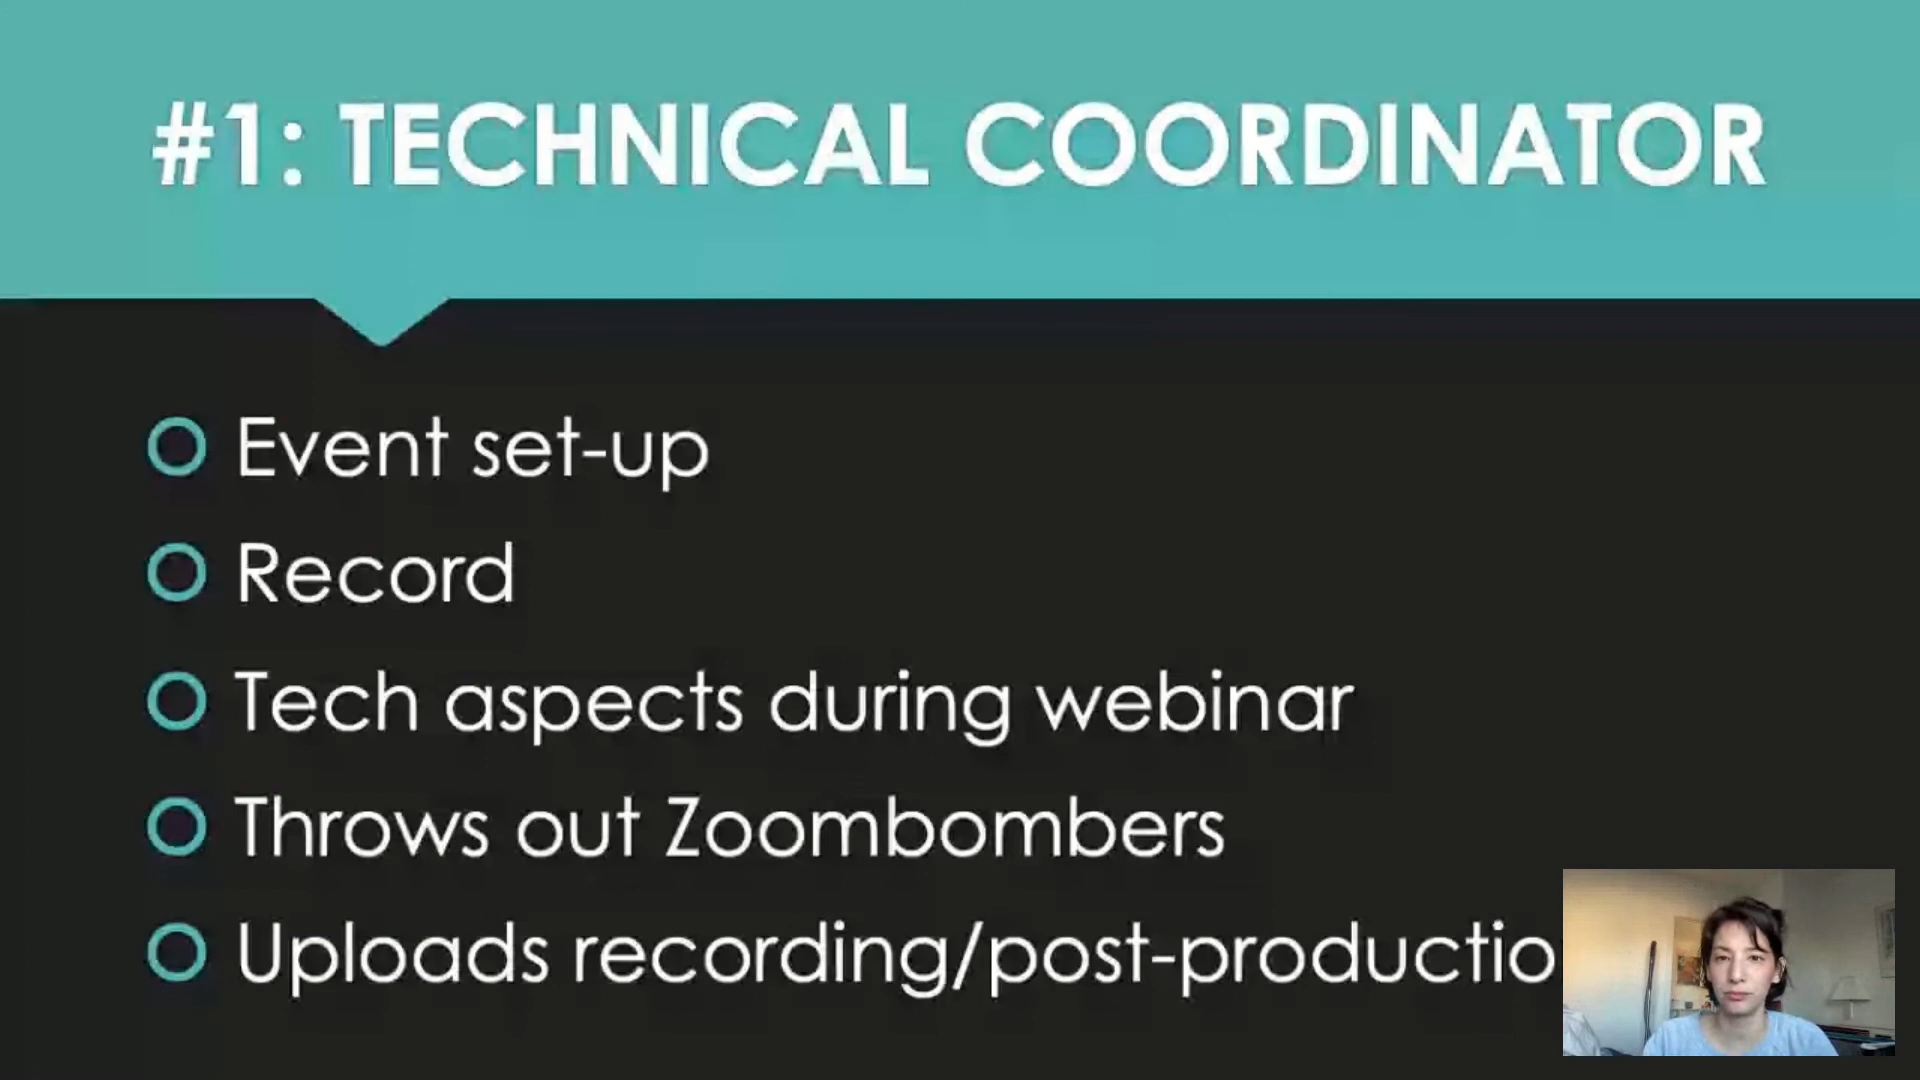 #1: TECHNICAL COORDINATOR
Event set-up
Record
Tech aspects during webinar
Throws out Zoombombers
Uploads recording/post-productio